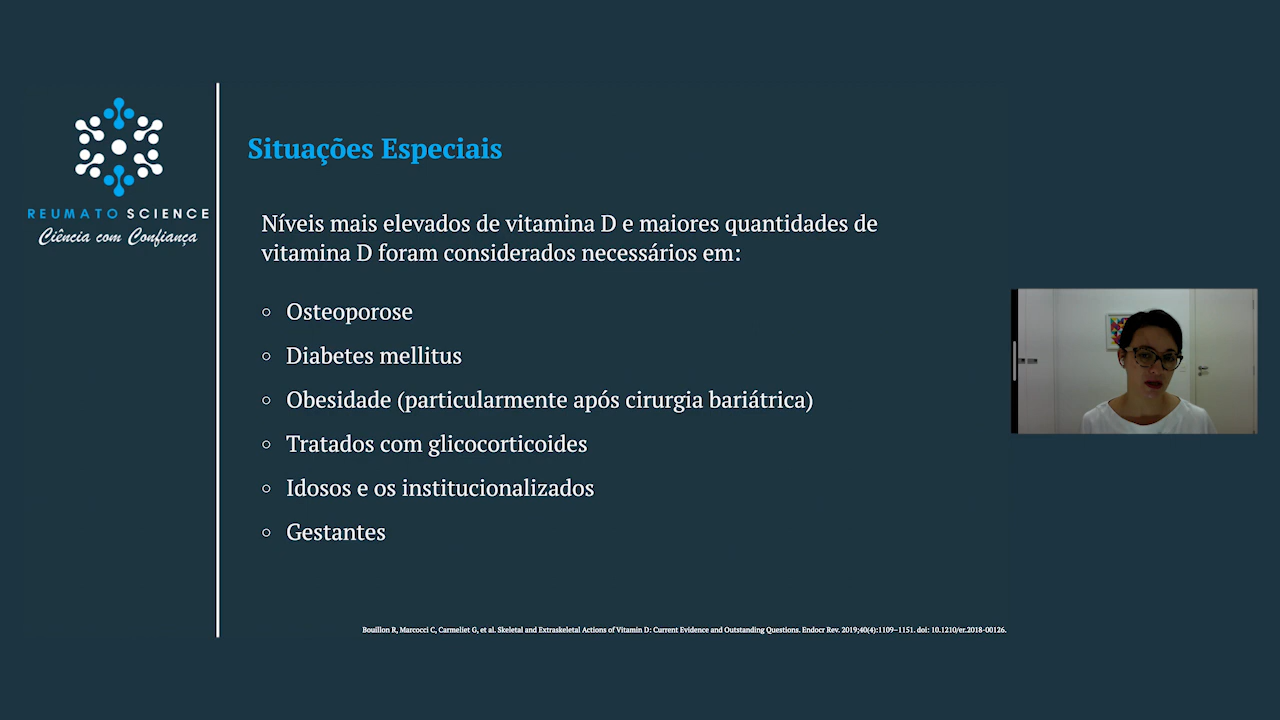 REUMATO SCIENCE
Ciência com Confiança
Situações Especiais
Níveis mais elevados de vitamina D e maiores quantidades de
vitamina D foram considerados necessários em:
Osteoporose
Diabetes mellitus
Obesidade (particularmente após cirurgia bariátrica)
Tratados com glicocorticoides
Idosos e os institucionalizados
Gestantes
Bouillon R, Marcocci C, Carmeliet G, et al. Skeletal and Extraskeletal Actions of Vitamin D: Current Evidence and Outstanding Questions. Endocr Rev. 2019;40(4):1109–1151. doi: 10.1210/er.2018-00126.